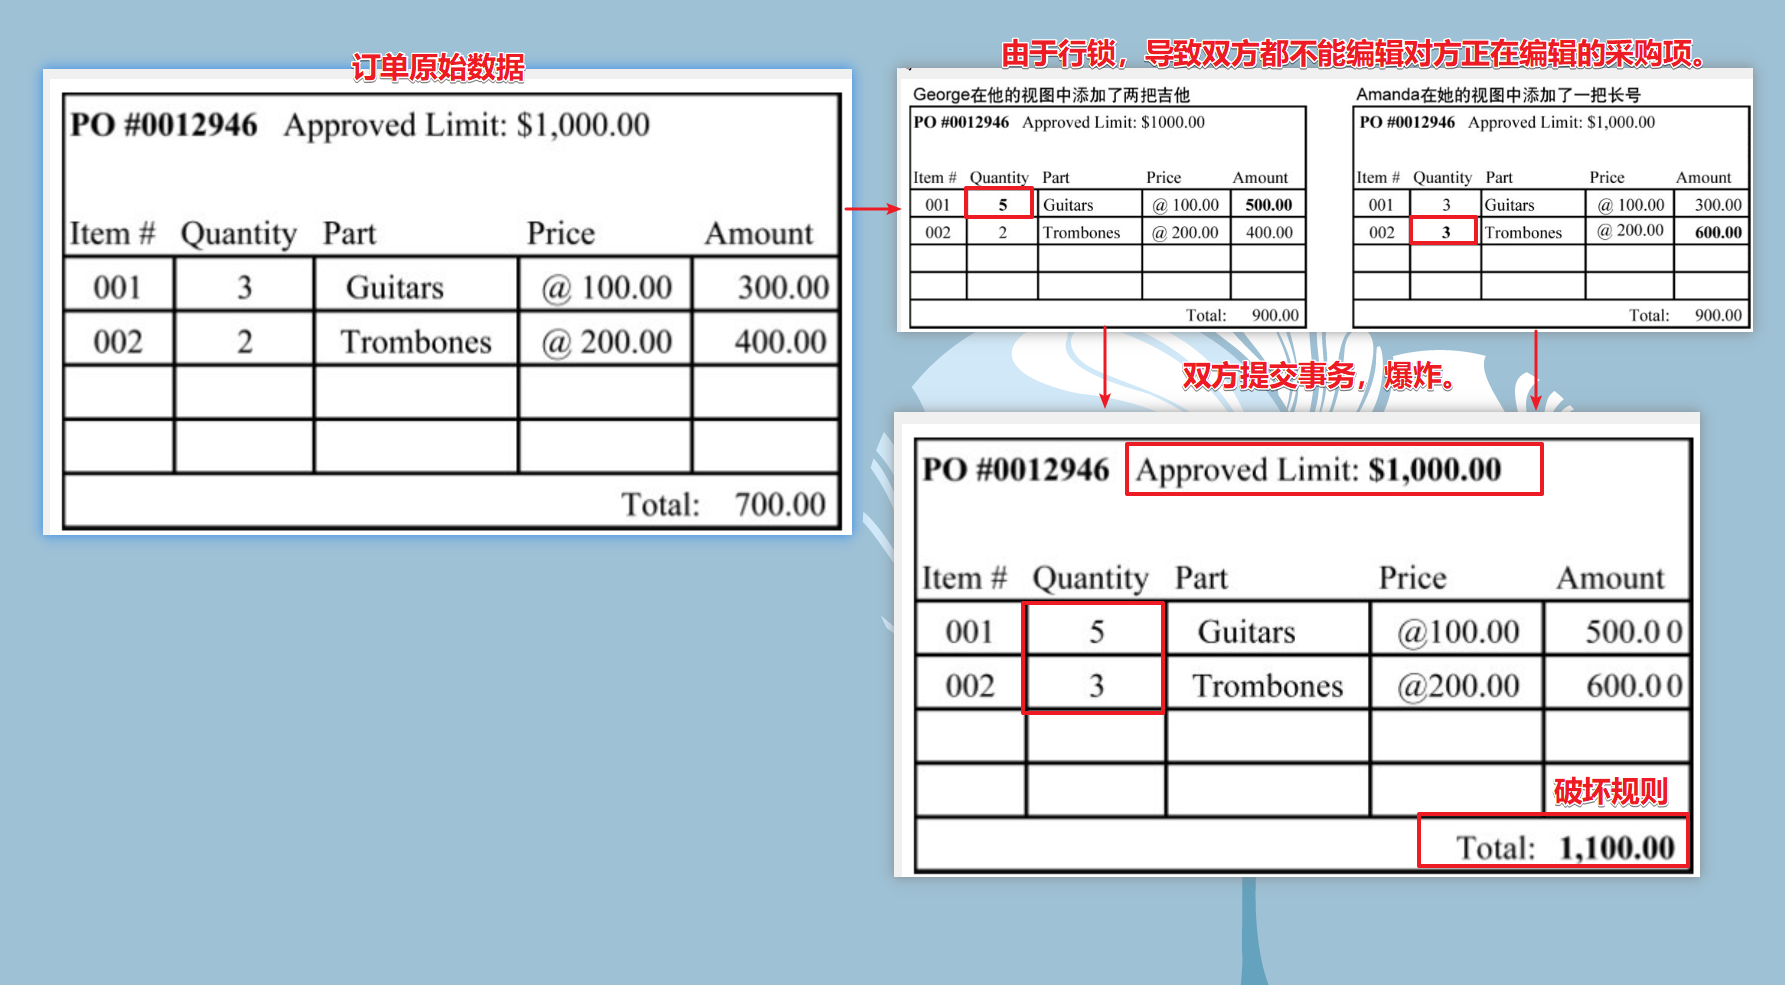 订单原始数据
PO #0012946 Approved Limit: $1,000.00
Item # Quantity Part Price Amount
001 3 Guitars @ 100.00 300.00
002 2 Trombones @ 200.00 400.00
Total: 700.00
由于行锁，导致双方都不能编辑对方正在编辑的采购项。
George在他的视图中添加了两把吉他
PO #0012946 Approved Limit: $1000.00
Item # Quantity Part Price Amount
001 5 Guitars @ 100.00 500.00
002 2 Trombones @ 200.00 400.00
Total: 900.00
Amanda在她的视图中添加了一把长号
PO #0012946 Approved Limit: $1,000.00
Item # Quantity Part Price Amount
001 3 Guitars @ 100.00 300.00
002 3 Trombones @ 200.00 600.00
Total: 900.00
双方提交事务，爆炸。
PO #0012946 Approved Limit: $1,000.00
Item # Quantity Part Price Amount
001 5 Guitars @100.00 500.00
002 3 Trombones @200.00 600.00
破坏规则
Total: 1,100.00